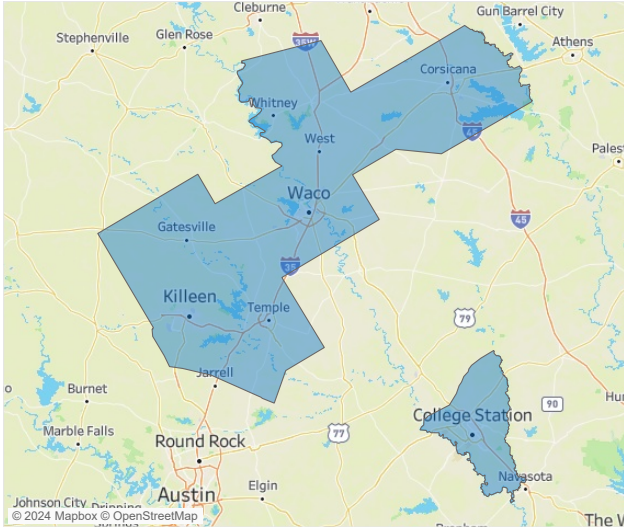 Cleburne
Gun Barrel City
Stephenville
Glen Rose
35W
Athens
Corsicana
Whitney
45
West
Palest
Waco
45
Gatesville
35
Killeen
Temple
79
Jarrell
Burnet
90
Hu
College Station
Marble Falls
77
Round Rock
Navasota
Elgin
Austin
Johnson City
The W
© 2024 Mapbox © OpenStreetMap